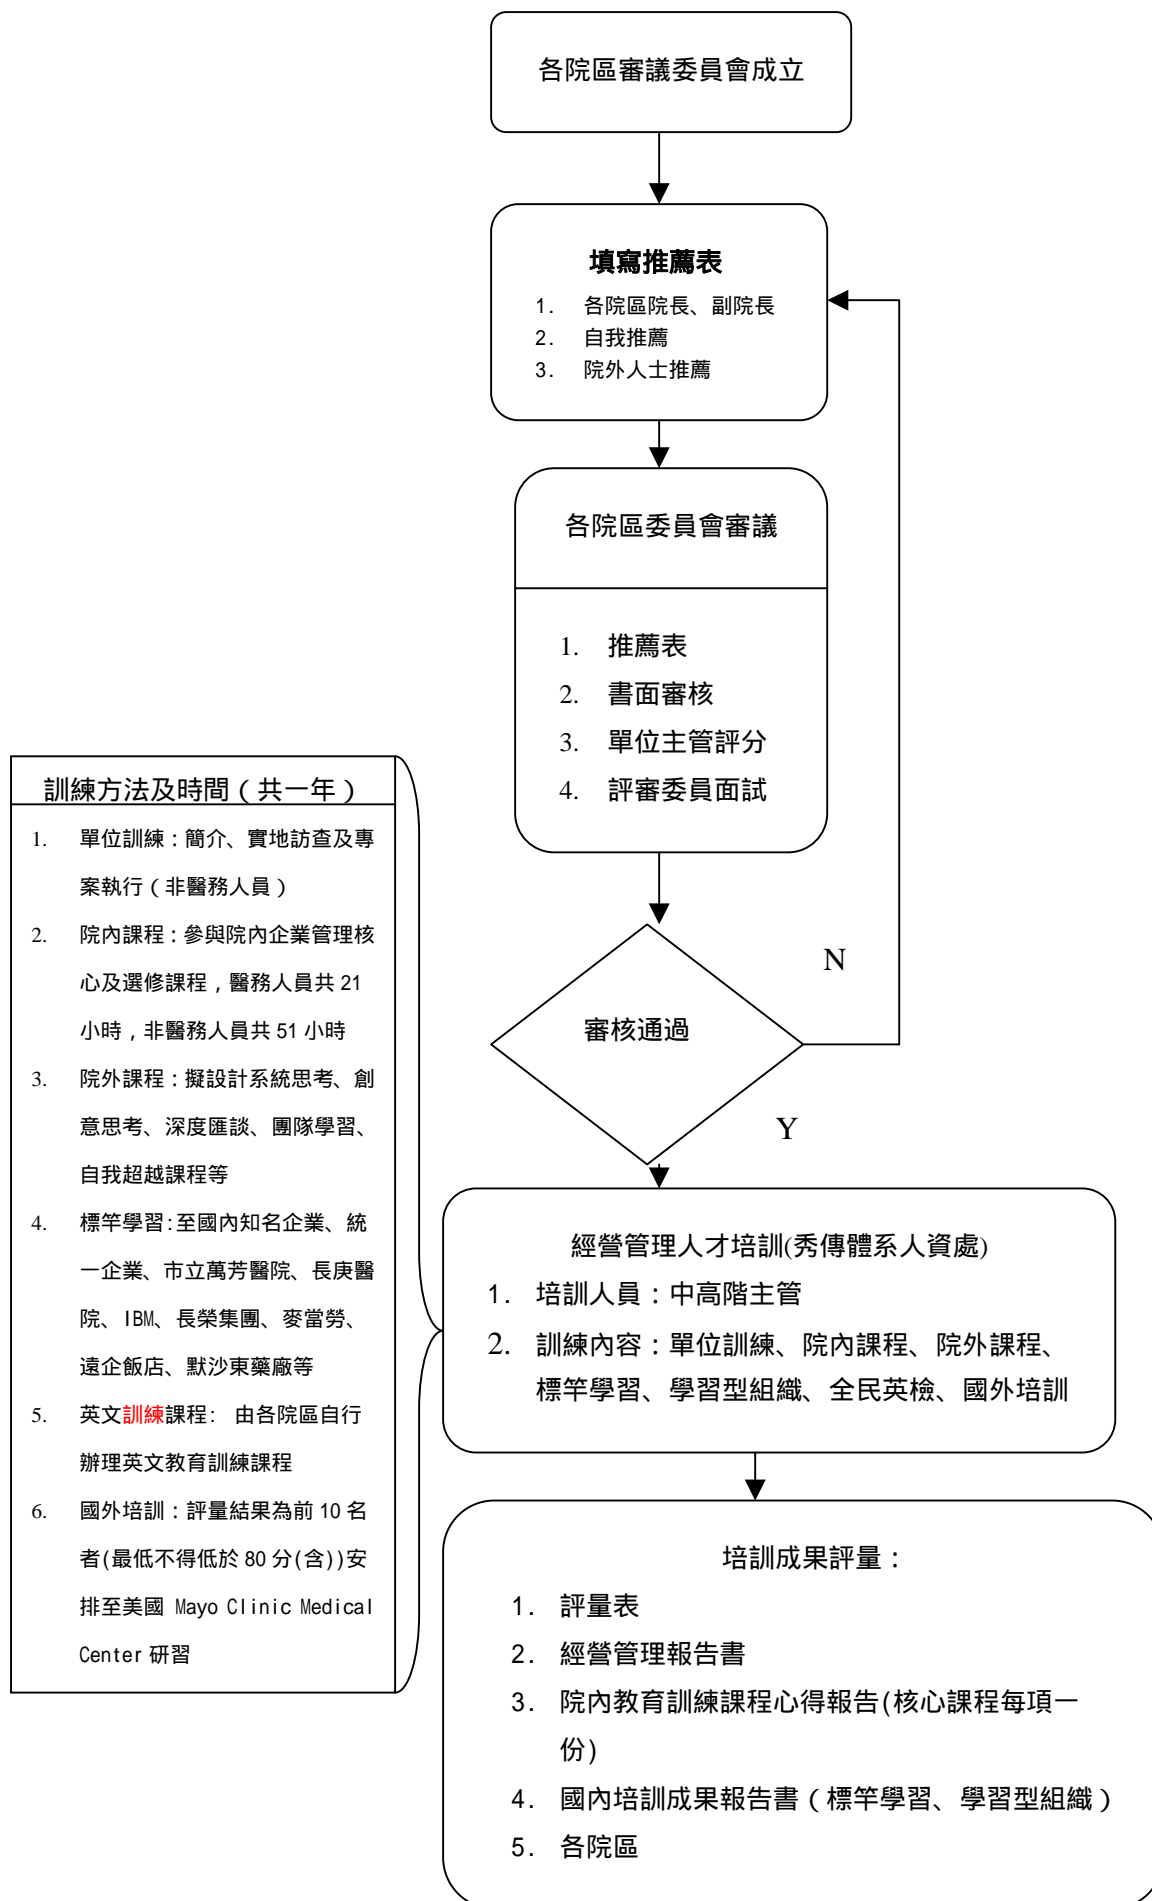 各院區審議委員會成立
填寫推薦表
1. 各院區院長、副院長
2. 自我推薦
3. 院外人士推薦
各院區委員會審議
1. 推薦表
2. 書面審核
3. 單位主管評分
4. 評審委員面試
審核通過
N
Y
訓練方法及時間（共一年）
1. 單位訓練：簡介、實地訪查及專
案執行（非醫務人員）
2. 院內課程：參與院內企業管理核
心及選修課程，醫務人員共 21
小時，非醫務人員共 51 小時
3. 院外課程：擬設計系統思考、創
意思考、深度匯談、團隊學習、
自我超越課程等
4. 標竿學習:至國內知名企業、統
一企業、市立萬芳醫院、長庚醫
院、IBM、長榮集團、麥當勞、
遠企飯店、默沙東藥廠等
5. 英文訓練課程: 由各院區自行
辦理英文教育訓練課程
6. 國外培訓：評量結果為前 10 名
者(最低不得低於 80 分(含))安
排至美國 Mayo Clinic Medical
Center 研習
經營管理人才培訓(秀傳體系人資處)
1. 培訓人員：中高階主管
2. 訓練內容：單位訓練、院內課程、院外課程、
標竿學習、學習型組織、全民英檢、國外培訓
培訓成果評量：
1. 評量表
2. 經營管理報告書
3. 院內教育訓練課程心得報告(核心課程每項一
份)
4. 國內培訓成果報告書（標竿學習、學習型組織）
5. 各院區